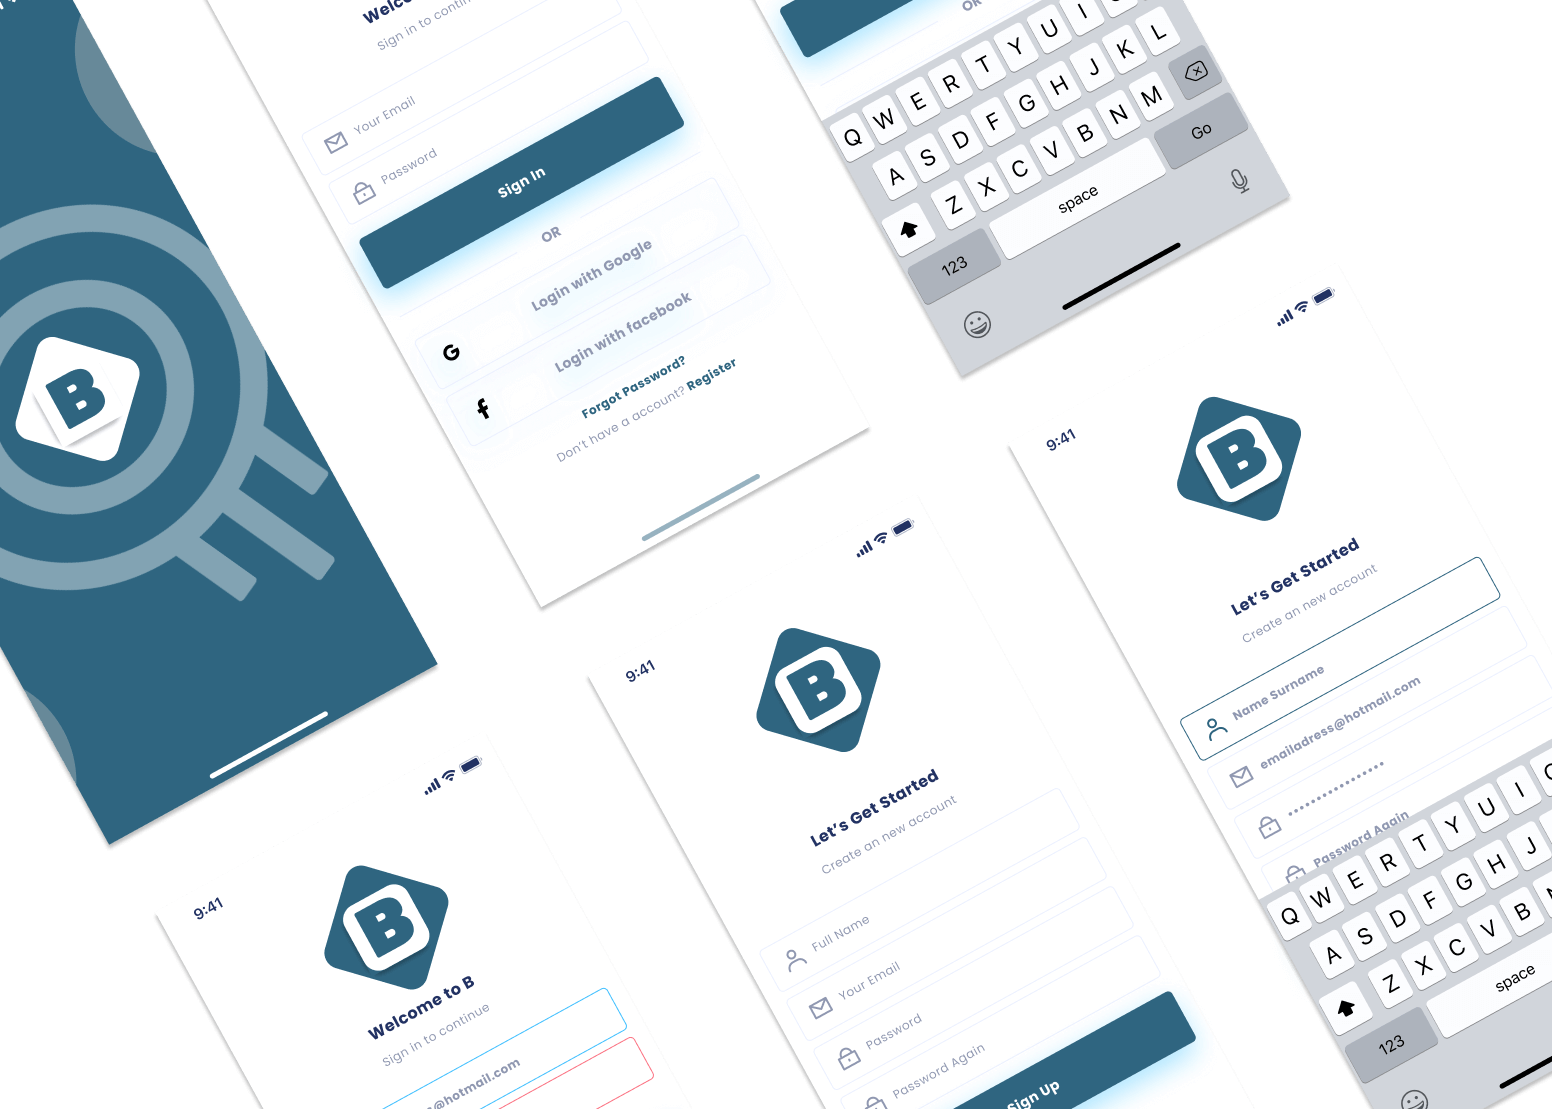 B
Welco
Sign in to contin
Your Email
Password
Sign In
OR
Login with Google
Login with facebook
Forgot Password?
Don't have a account? Register
OR
Q W E R T Y U I
A S D F G H J K L
Z X C V B N M
123 space Go
9:41
B
Welcome to B
Sign in to continue
@hotmail.com
9:41
B
Let's Get Started
Create an new account
Full Name
Your Email
Password
Password Again
Sign Up
9:41
B
Let's Get Started
Create an new account
Name Surname
emailadress@hotmail.com
Password Again
Q W E R T Y U I
A S D F G H J
Z X C V B
123 space